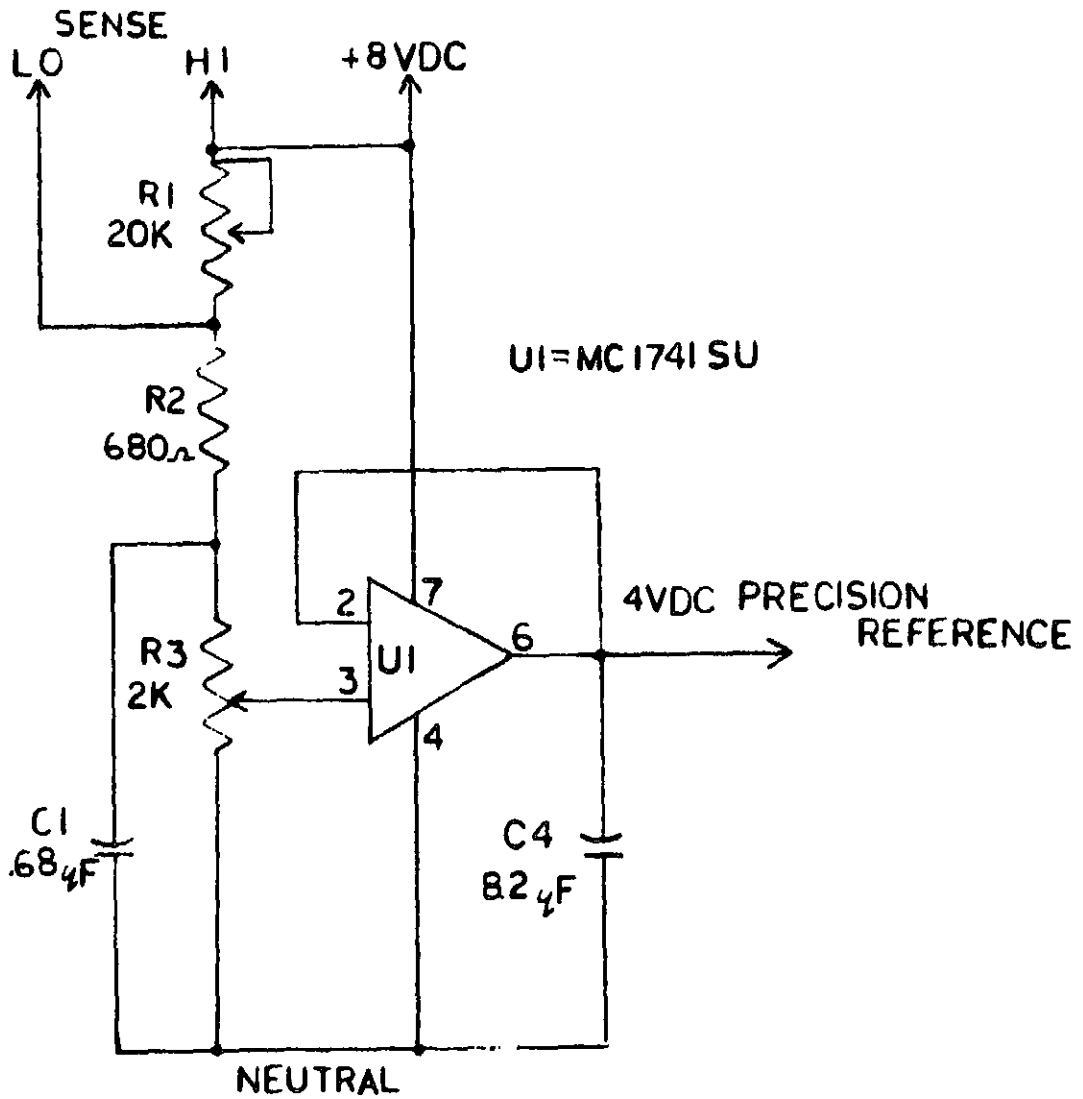 SENSE
LO HI +8VDC
R1
20K
U1=MC1741SU
R2
680Ω
2 7
4VDC PRECISION
REFERENCE
6
U1
R3
2K
3
4
C1
.68μF
C4
8.2μF
NEUTRAL